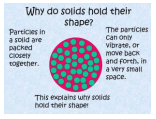 Why do solids hold their
shape?
Particles in
a solid are
packed
closely
together.
The particles
can only
vibrate, or
move back
and forth, in
a very small
space.
This explains why solids
hold their shape!